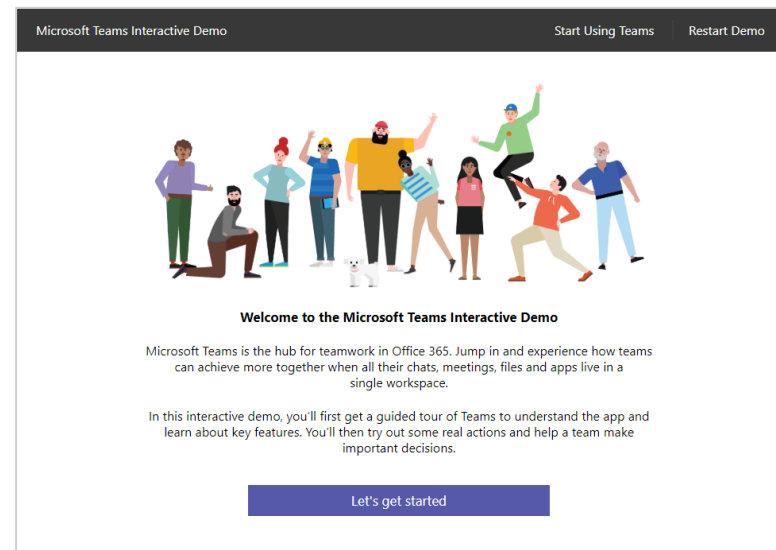 Microsoft Teams Interactive Demo
Start Using Teams
Restart Demo
Welcome to the Microsoft Teams Interactive Demo
Microsoft Teams is the hub for teamwork in Office 365. Jump in and experience how teams
can achieve more together when all their chats, meetings, files and apps live in a
single workspace.
In this interactive demo, you'll first get a guided tour of Teams to understand the app and
learn about key features. You'll then try out some real actions and help a team make
important decisions.
Let's get started